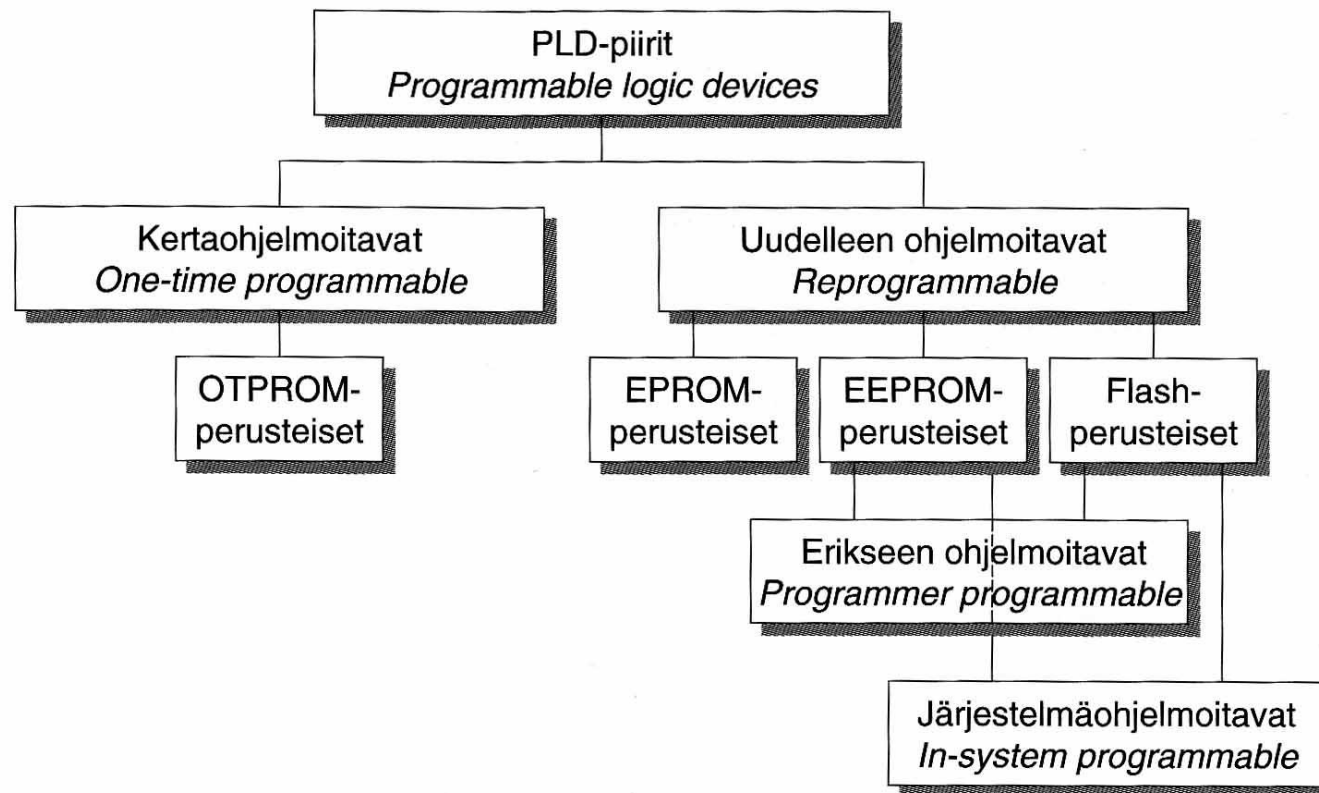 PLD-piirit
Programmable logic devices
Kertaohjelmoitavat
One-time programmable
Uudelleen ohjelmoitavat
Reprogrammable
OTPROM-
perusteiset
EPROM-
perusteiset
EEPROM-
perusteiset
Flash-
perusteiset
Erikseen ohjelmoitavat
Programmer programmable
Järjestelmäohjelmoitavat
In-system programmable